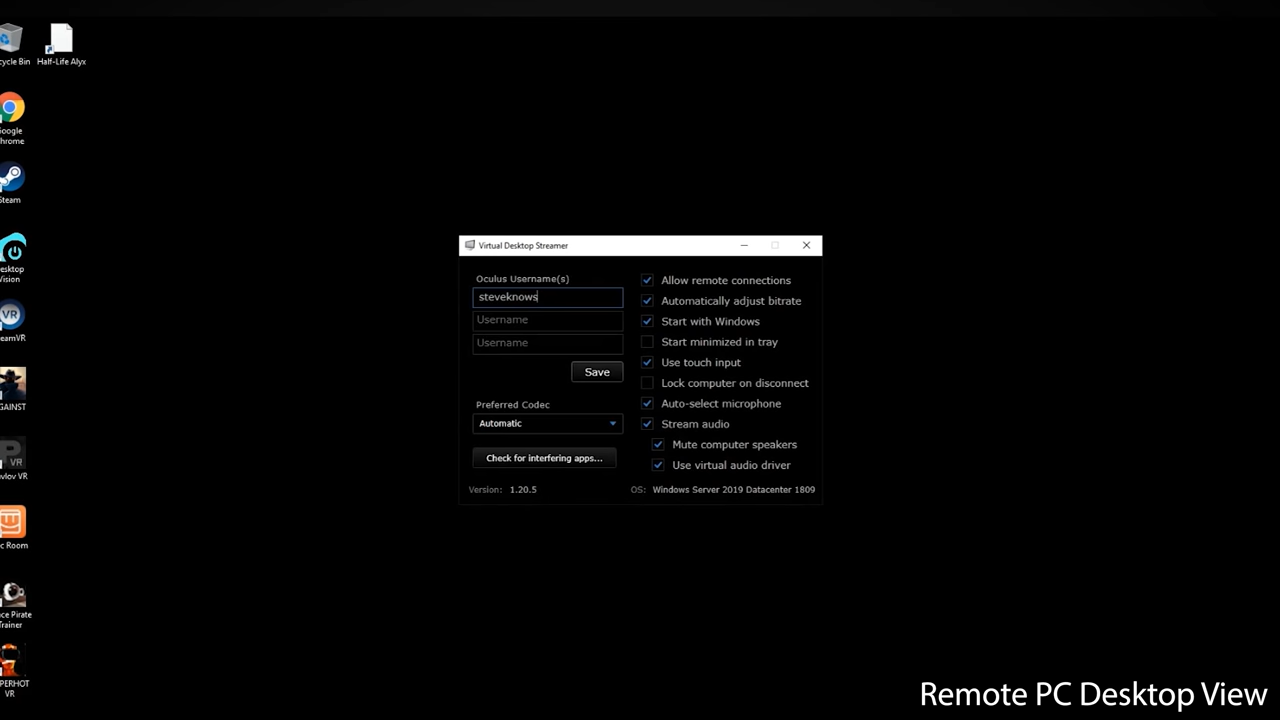 cycle Bin
Half-Life Alyx
Google
hrome
Steam
Desktop
Vision
eamVR
GAINST
vlov VR
c Room
ace Pirate
Trainer
PERHOT
VR
Virtual Desktop Streamer
Oculus Username(s)
steveknows
Username
Username
Save
Preferred Codec
Automatic
Check for interfering apps...
Version: 1.20.5
Allow remote connections
Automatically adjust bitrate
Start with Windows
Start minimized in tray
Use touch input
Lock computer on disconnect
Auto-select microphone
Stream audio
Mute computer speakers
Use virtual audio driver
OS: Windows Server 2019 Datacenter 1809
Remote PC Desktop View